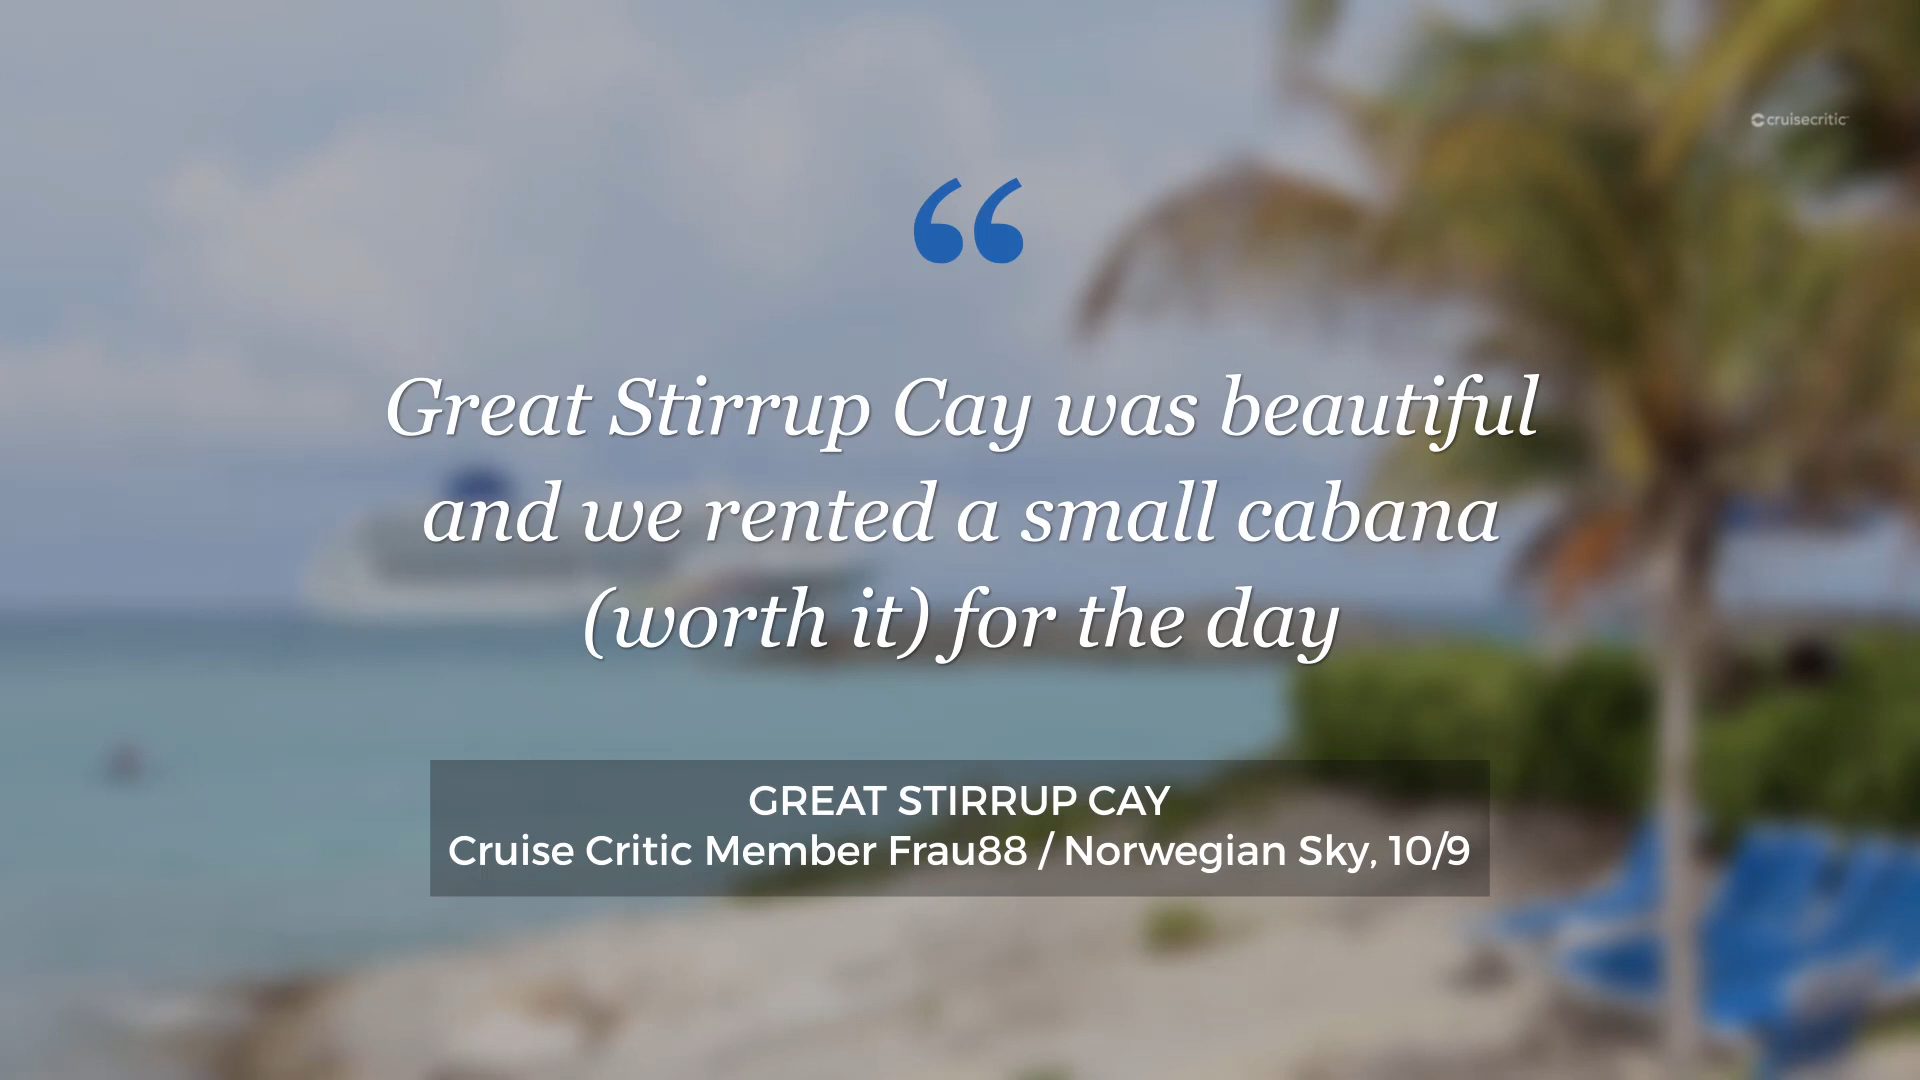 cruisecritic
“
Great Stirrup Cay was beautiful
and we rented a small cabana
(worth it) for the day
GREAT STIRRUP CAY
Cruise Critic Member Frau88 / Norwegian Sky, 10/9